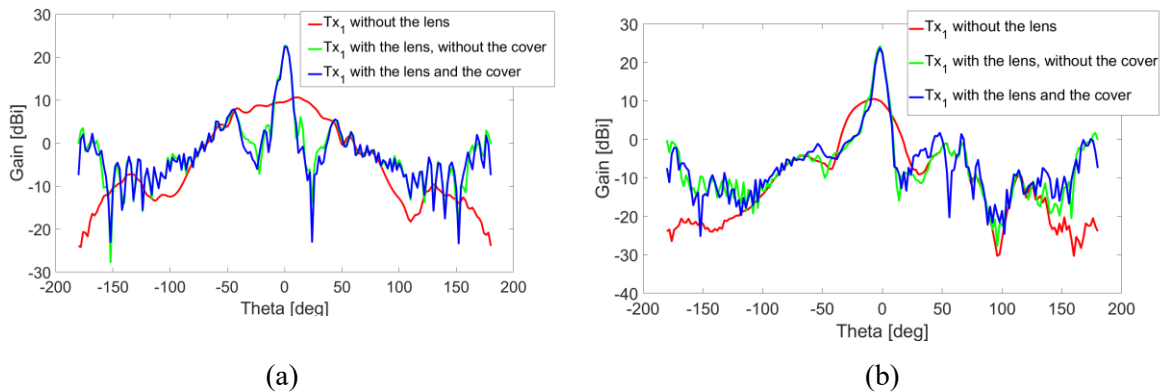 Tx1 without the lens
Tx1 with the lens, without the cover
Tx1 with the lens and the cover
30
20
10
0
-10
-20
-30
Gain [dBi]
-200 -150 -100 -50 0 50 100 150 200
Theta [deg]
(a)
Tx1 without the lens
Tx1 with the lens, without the cover
Tx1 with the lens and the cover
30
20
10
0
-10
-20
-30
-40
Gain [dBi]
-200 -150 -100 -50 0 50 100 150 200
Theta [deg]
(b)